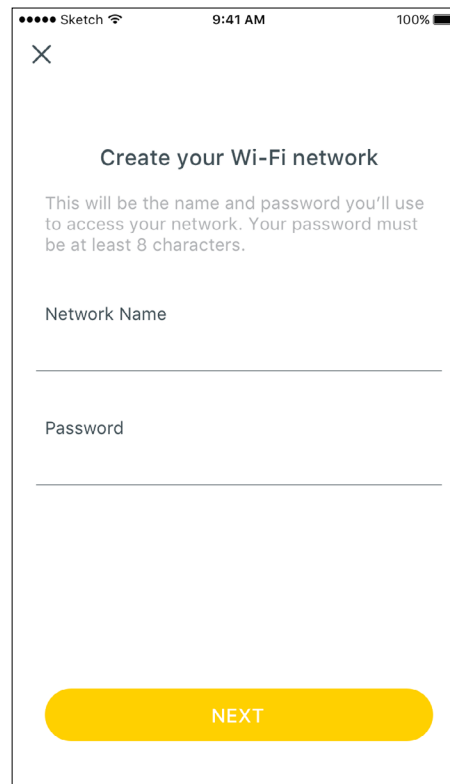 Sketch 9:41 AM 100%
Create your Wi-Fi network
This will be the name and password you'll use
to access your network. Your password must
be at least 8 characters.
Network Name
Password
NEXT